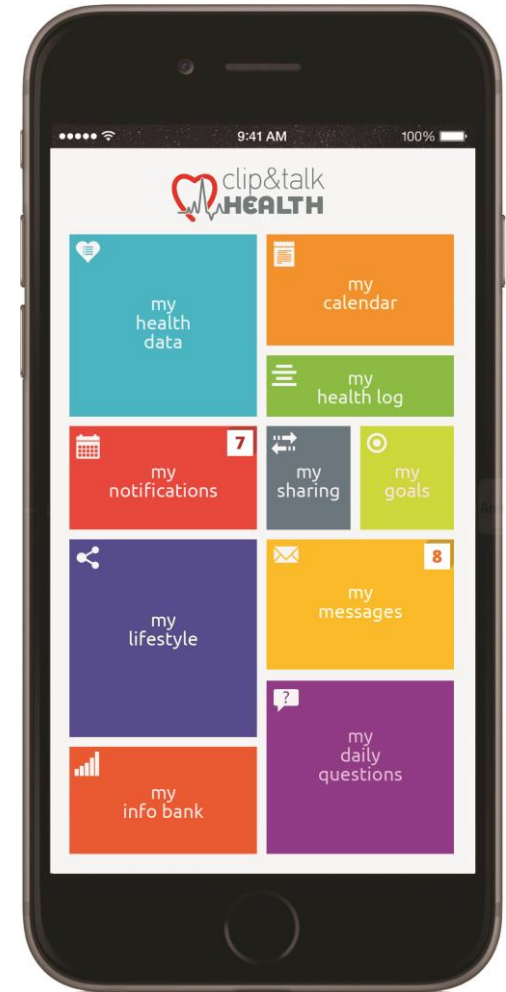 9:41 AM
100%
clip&talk
HEALTH
my
health
data
my
calendar
my
health log
7
my
notifications
my
sharing
my
goals
my
lifestyle
8
my
messages
my
info bank
?
my
daily
questions